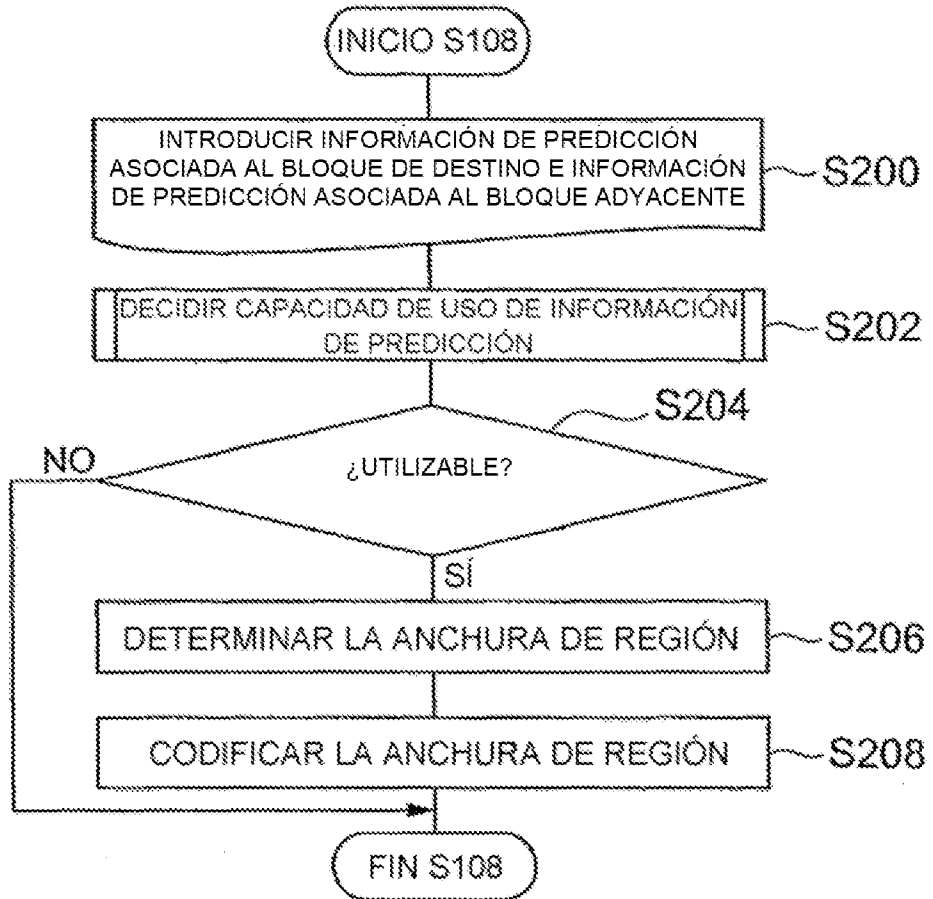 INICIO S108
INTRODUCIR INFORMACIÓN DE PREDICCIÓN
ASOCIADA AL BLOQUE DE DESTINO E INFORMACIÓN
DE PREDICCIÓN ASOCIADA AL BLOQUE ADYACENTE
S200
DECIDIR CAPACIDAD DE USO DE INFORMACIÓN
DE PREDICCIÓN
S202
S204
NO
¿UTILIZABLE?
SÍ
DETERMINAR LA ANCHURA DE REGIÓN
S206
CODIFICAR LA ANCHURA DE REGIÓN
S208
FIN S108